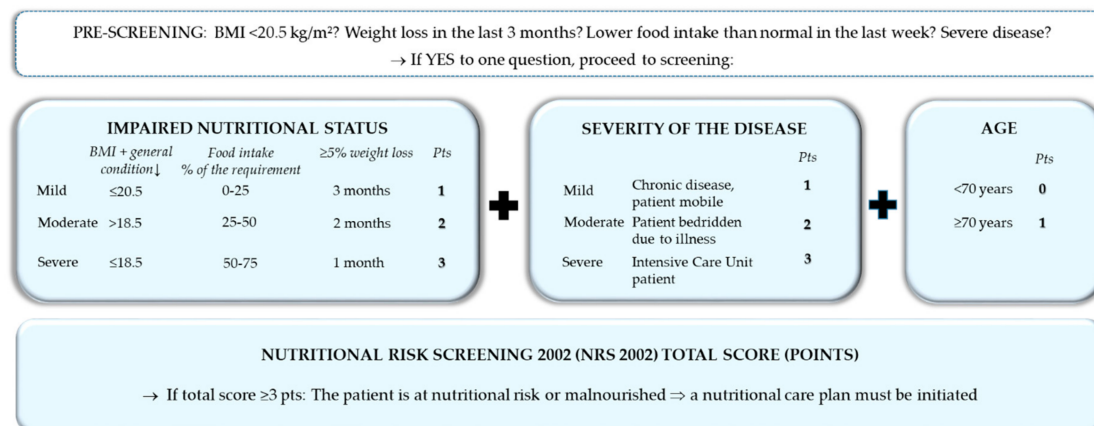 PRE-SCREENING: BMI <20.5 kg/m²? Weight loss in the last 3 months? Lower food intake than normal in the last week? Severe disease?
→ If YES to one question, proceed to screening:
IMPAIRED NUTRITIONAL STATUS
BMI + general condition↓ Food intake % of the requirement ≥5% weight loss Pts
Mild ≤20.5 0-25 3 months 1
Moderate >18.5 25-50 2 months 2
Severe ≤18.5 50-75 1 month 3
SEVERITY OF THE DISEASE
Pts
Mild Chronic disease, patient mobile 1
Moderate Patient bedridden due to illness 2
Severe Intensive Care Unit patient 3
AGE
Pts
<70 years 0
≥70 years 1
NUTRITIONAL RISK SCREENING 2002 (NRS 2002) TOTAL SCORE (POINTS)
→ If total score ≥3 pts: The patient is at nutritional risk or malnourished ⇒ a nutritional care plan must be initiated